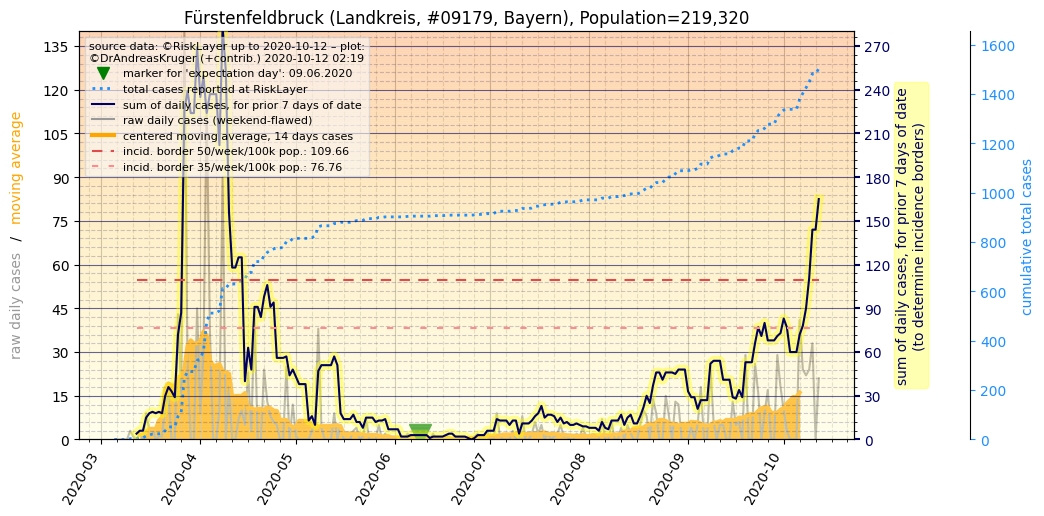 Fürstenfeldbruck (Landkreis, #09179, Bayern), Population=219,320
source data: ©RiskLayer up to 2020-10-12 – plot:
©DrAndreasKruger (+contrib.) 2020-10-12 02:19
marker for 'expectation day': 09.06.2020
total cases reported at RiskLayer
sum of daily cases, for prior 7 days of date
raw daily cases (weekend-flawed)
centered moving average, 14 days cases
incid. border 50/week/100k pop.: 109.66
incid. border 35/week/100k pop.: 76.76
raw daily cases / moving average
135
120
105
90
75
60
45
30
15
0
2020-03
2020-04
2020-05
2020-06
2020-07
2020-08
2020-09
2020-10
270
240
210
180
150
120
90
60
30
0
sum of daily cases, for prior 7 days of date
(to determine incidence borders)
1600
1400
1200
1000
800
600
400
200
0
cumulative total cases